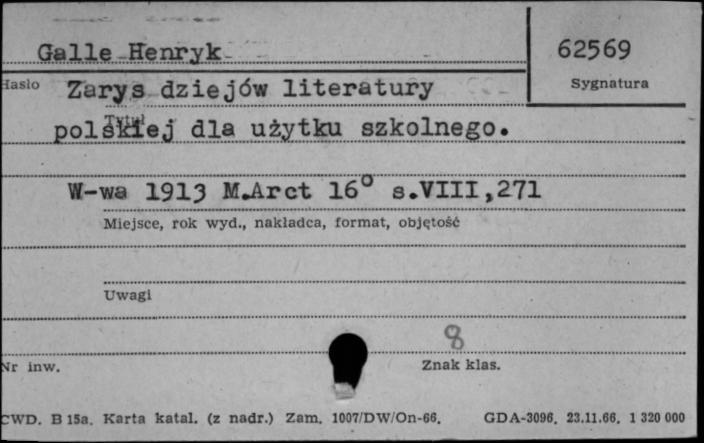 Galle Henryk
62569
Hasło
Sygnatura
Zarys dziejów literatury
Tytuł
polskiej dla użytku szkolnego.
W-wa 1913 M.Arct 16° s.VIII,271
Miejsce, rok wyd., nakładca, format, objętość
Uwagi
8
Nr inw.
Znak klas.
CWD. B 15a. Karta katal. (z nadr.) Zam. 1007/DW/On-66. GDA-3096. 23.11.66. 1 320 000